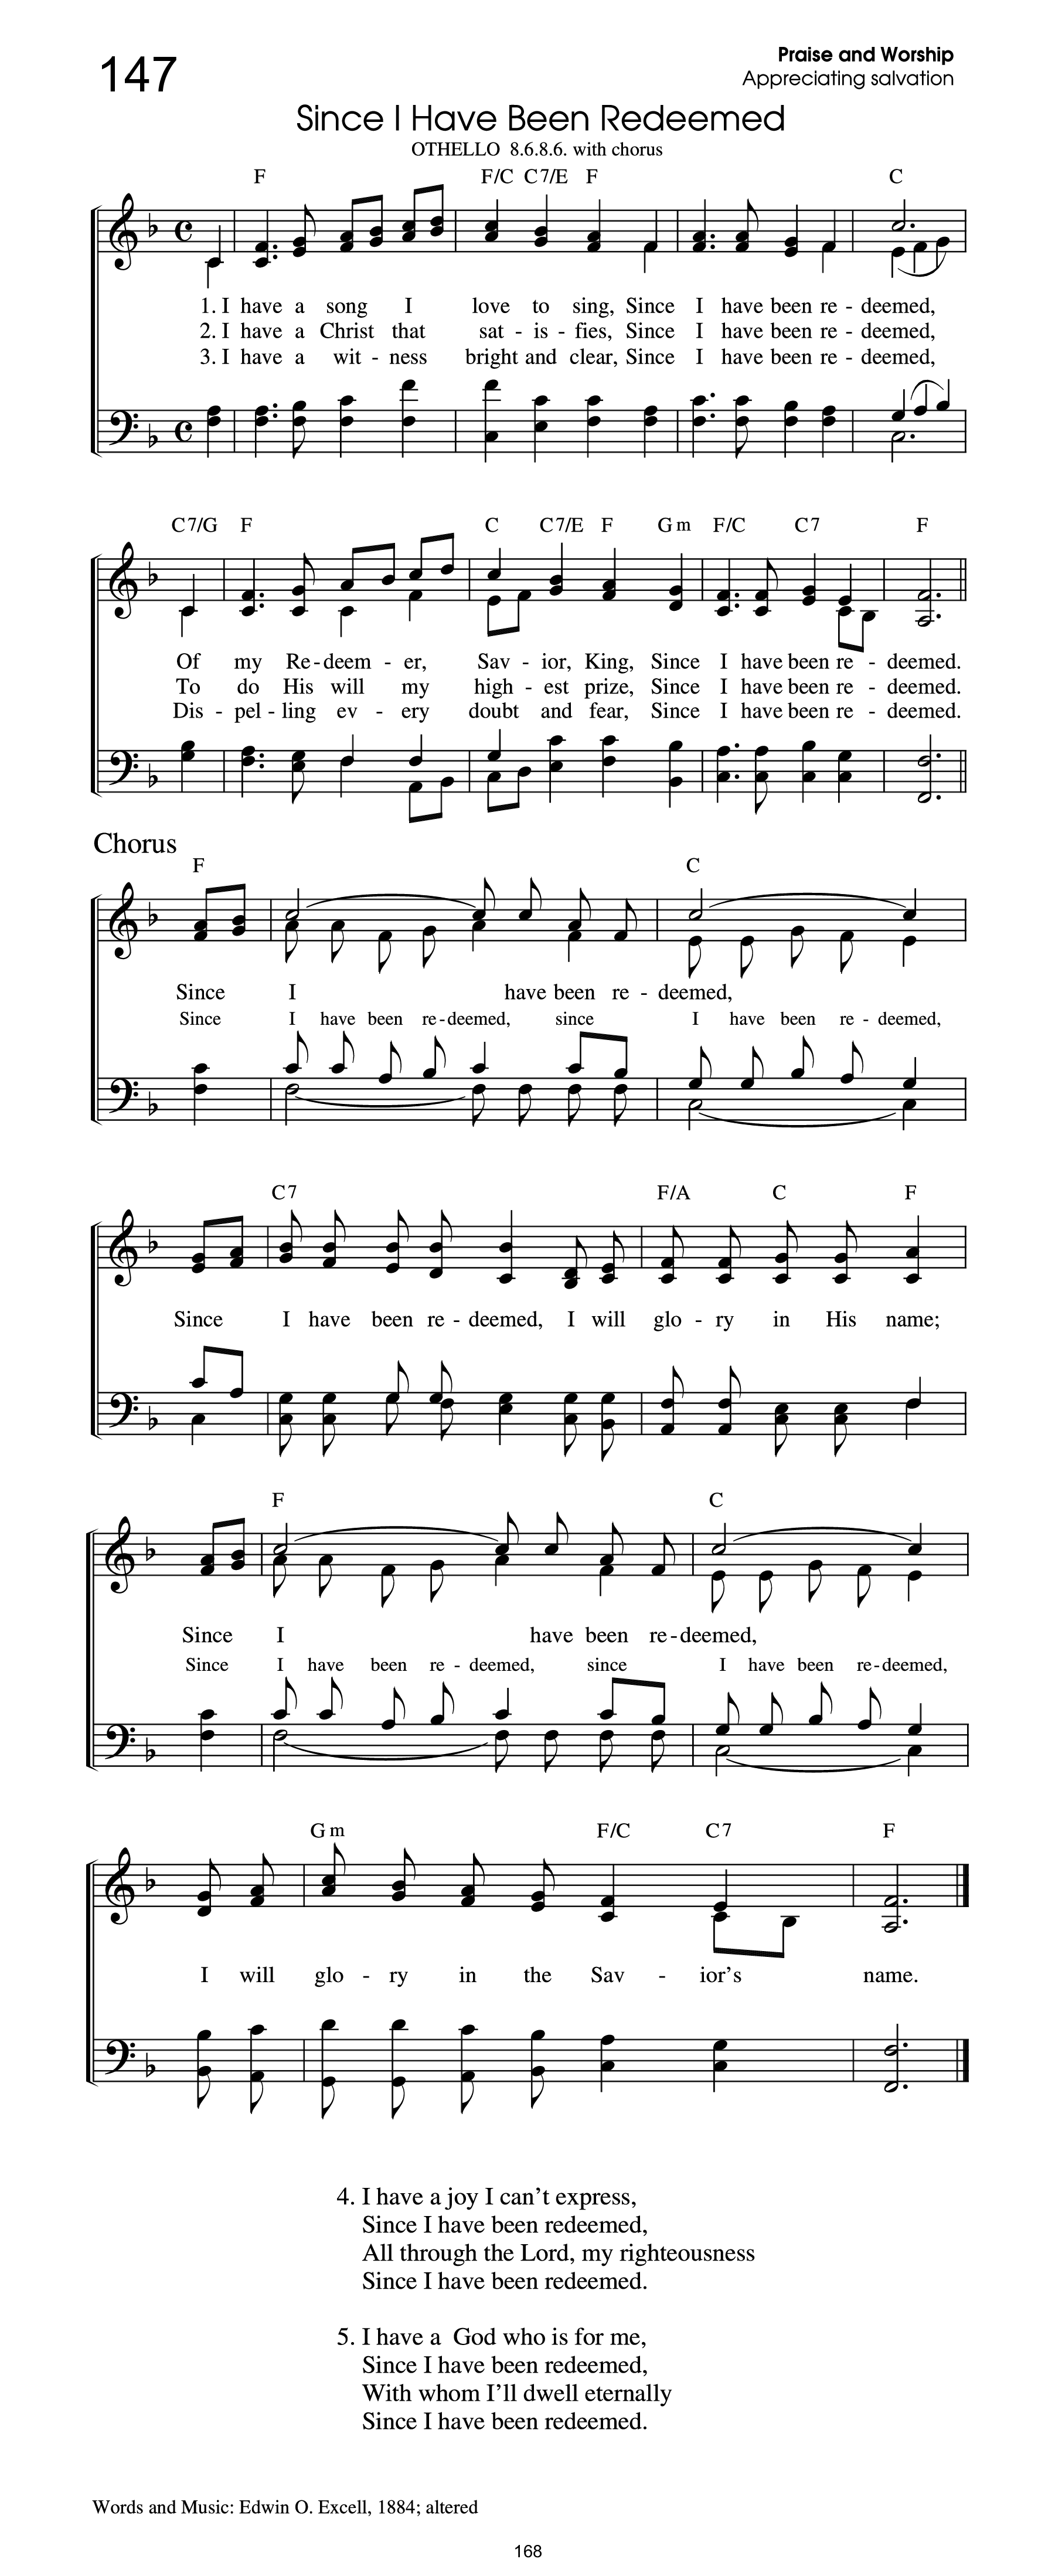 147
Praise and Worship
Appreciating salvation
Since I Have Been Redeemed
OTHELLO 8.6.8.6. with chorus
F F/C C7/E F C
1. I have a song I love to sing, Since I have been re - deemed,
2. I have a Christ that sat - is - fies, Since I have been re - deemed,
3. I have a wit - ness bright and clear, Since I have been re - deemed,
C7/G F C C7/E F Gm F/C C7 F
Of my Re - deem - er, Sav - ior, King, Since I have been re - deemed.
To do His will my high - est prize, Since I have been re - deemed.
Dis - pel - ling ev - ery doubt and fear, Since I have been re - deemed.
Chorus
F C
Since I have been re - deemed,
Since I have been re - deemed, since I have been re - deemed,
C7 F/A C F
Since I have been re - deemed, I will glo - ry in His name;
F C
Since I have been re - deemed,
Since I have been re - deemed, since I have been re - deemed,
Gm F/C C7 F
I will glo - ry in the Sav - ior's name.
4. I have a joy I can't express,
Since I have been redeemed,
All through the Lord, my righteousness
Since I have been redeemed.
5. I have a God who is for me,
Since I have been redeemed,
With whom I'll dwell eternally
Since I have been redeemed.
Words and Music: Edwin O. Excell, 1884; altered
168